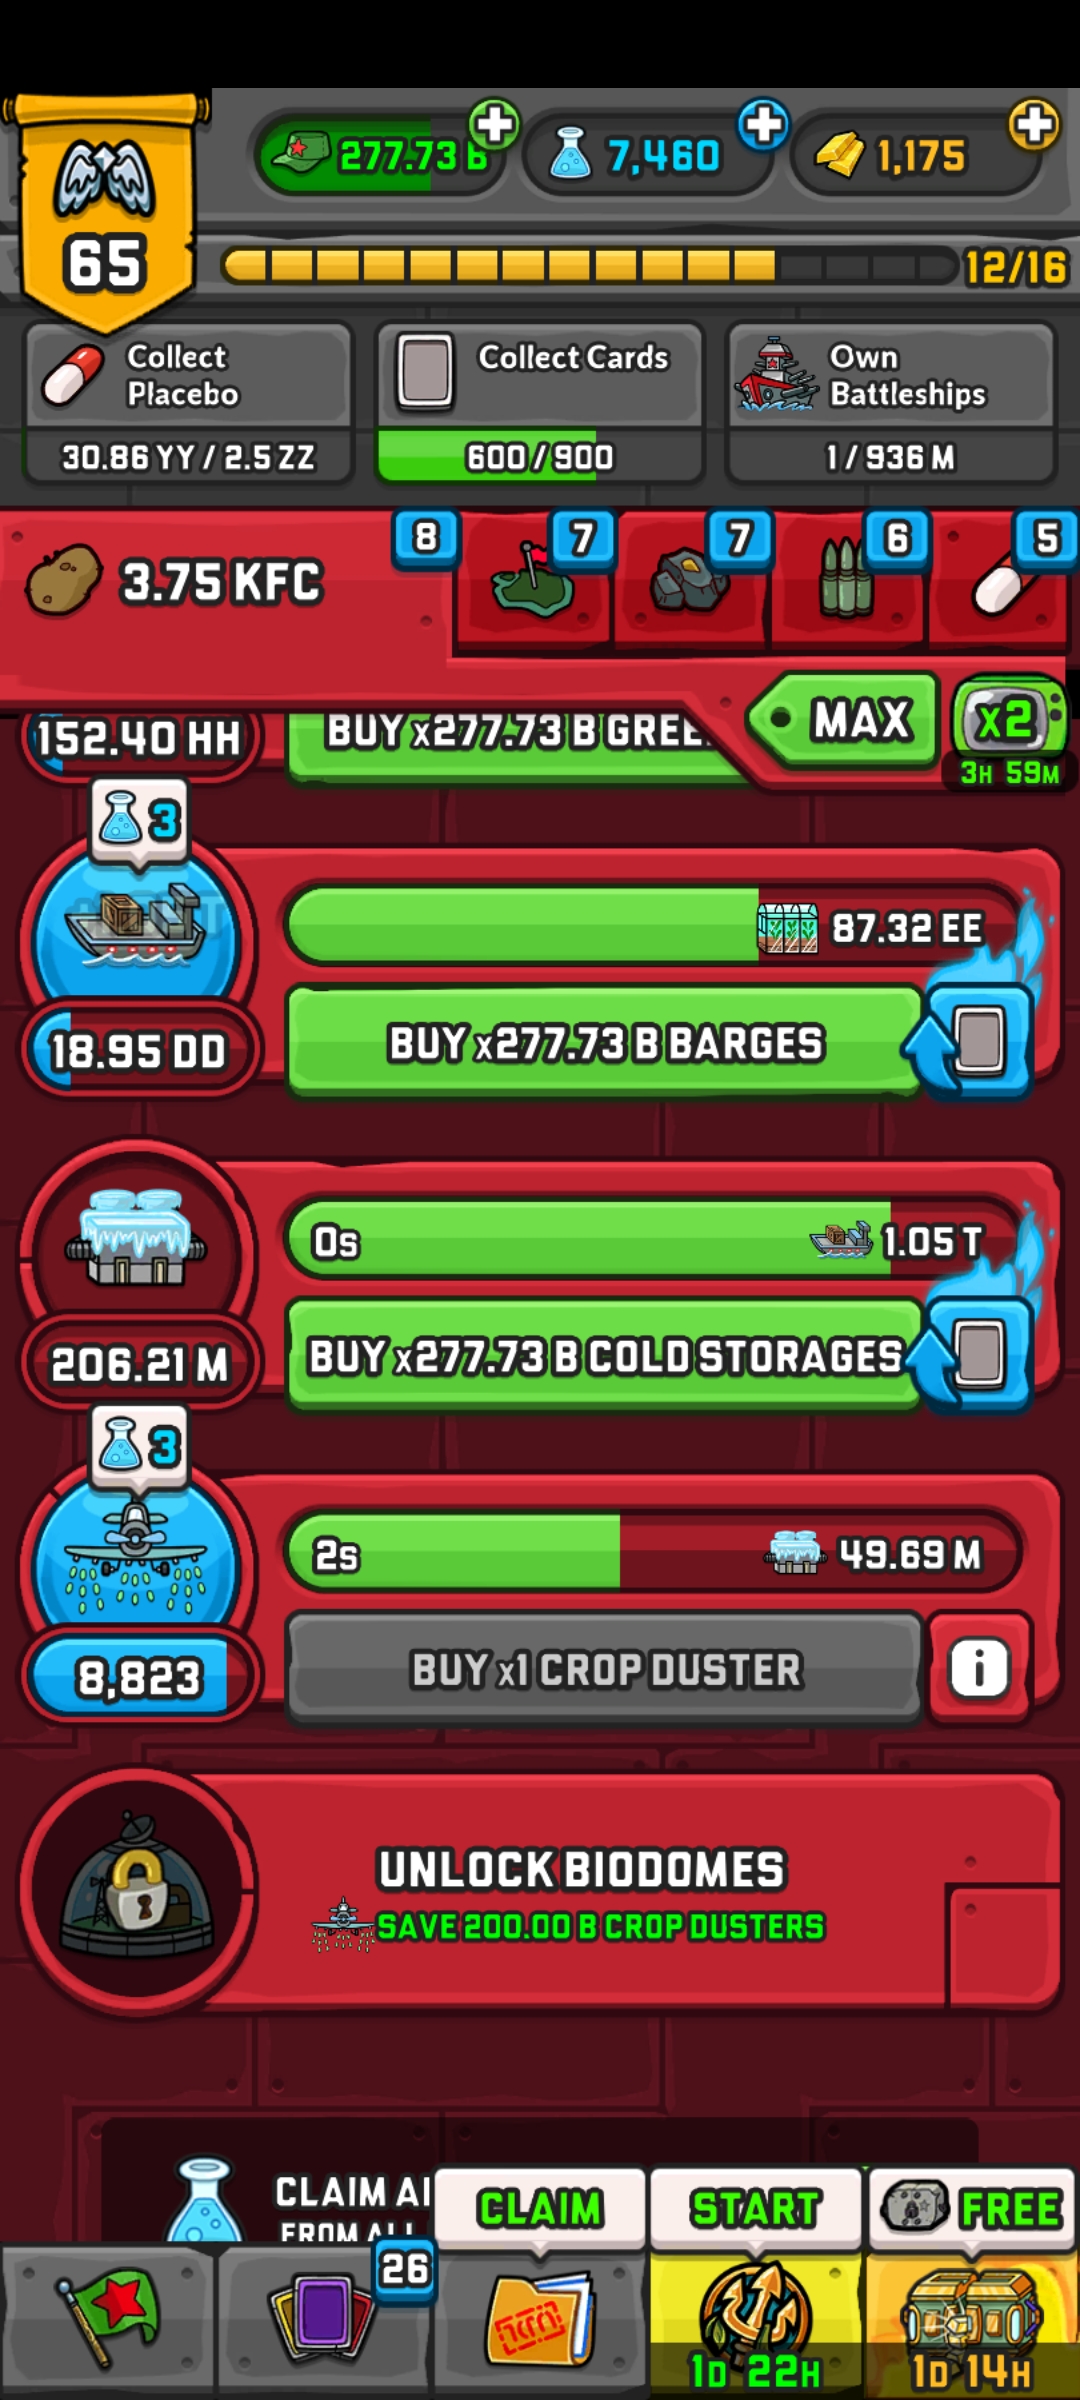 277.73 B
7,460
1,175
65
12/16
Collect
Placebo
Collect Cards
Own
Battleships
30.86 YY / 2.5 ZZ
600 / 900
1 / 936 M
3.75 KFC
8
7
7
6
5
MAX
x2
3H 59M
152.40 HH
BUY x277.73 B GREE
3
87.32 EE
18.95 DD
BUY x277.73 B BARGES
0s
1.05 T
206.21 M
BUY x277.73 B COLD STORAGES
3
2s
49.69 M
8,823
BUY x1 CROP DUSTER
i
UNLOCK BIODOMES
SAVE 200.00 B CROP DUSTERS
CLAIM AL
FROM ALL
CLAIM
START
FREE
26
1D 22H
1D 14H